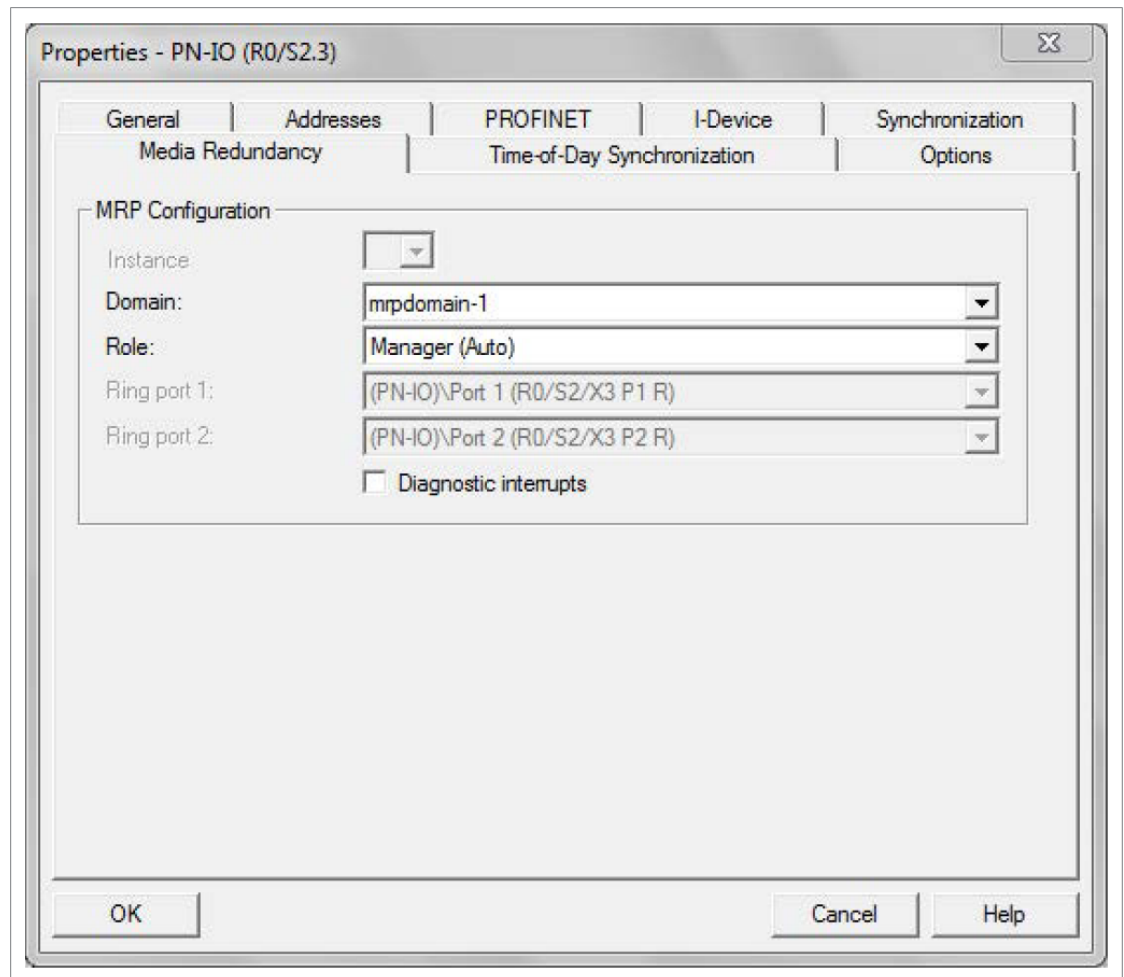 Properties - PN-IO (R0/S2.3)
General Addresses PROFINET I-Device Synchronization
Media Redundancy Time-of-Day Synchronization Options
MRP Configuration
Instance
Domain: mrpdomain-1
Role: Manager (Auto)
Ring port 1: (PN-IO)\Port 1 (R0/S2/X3 P1 R)
Ring port 2: (PN-IO)\Port 2 (R0/S2/X3 P2 R)
Diagnostic interrupts
OK Cancel Help